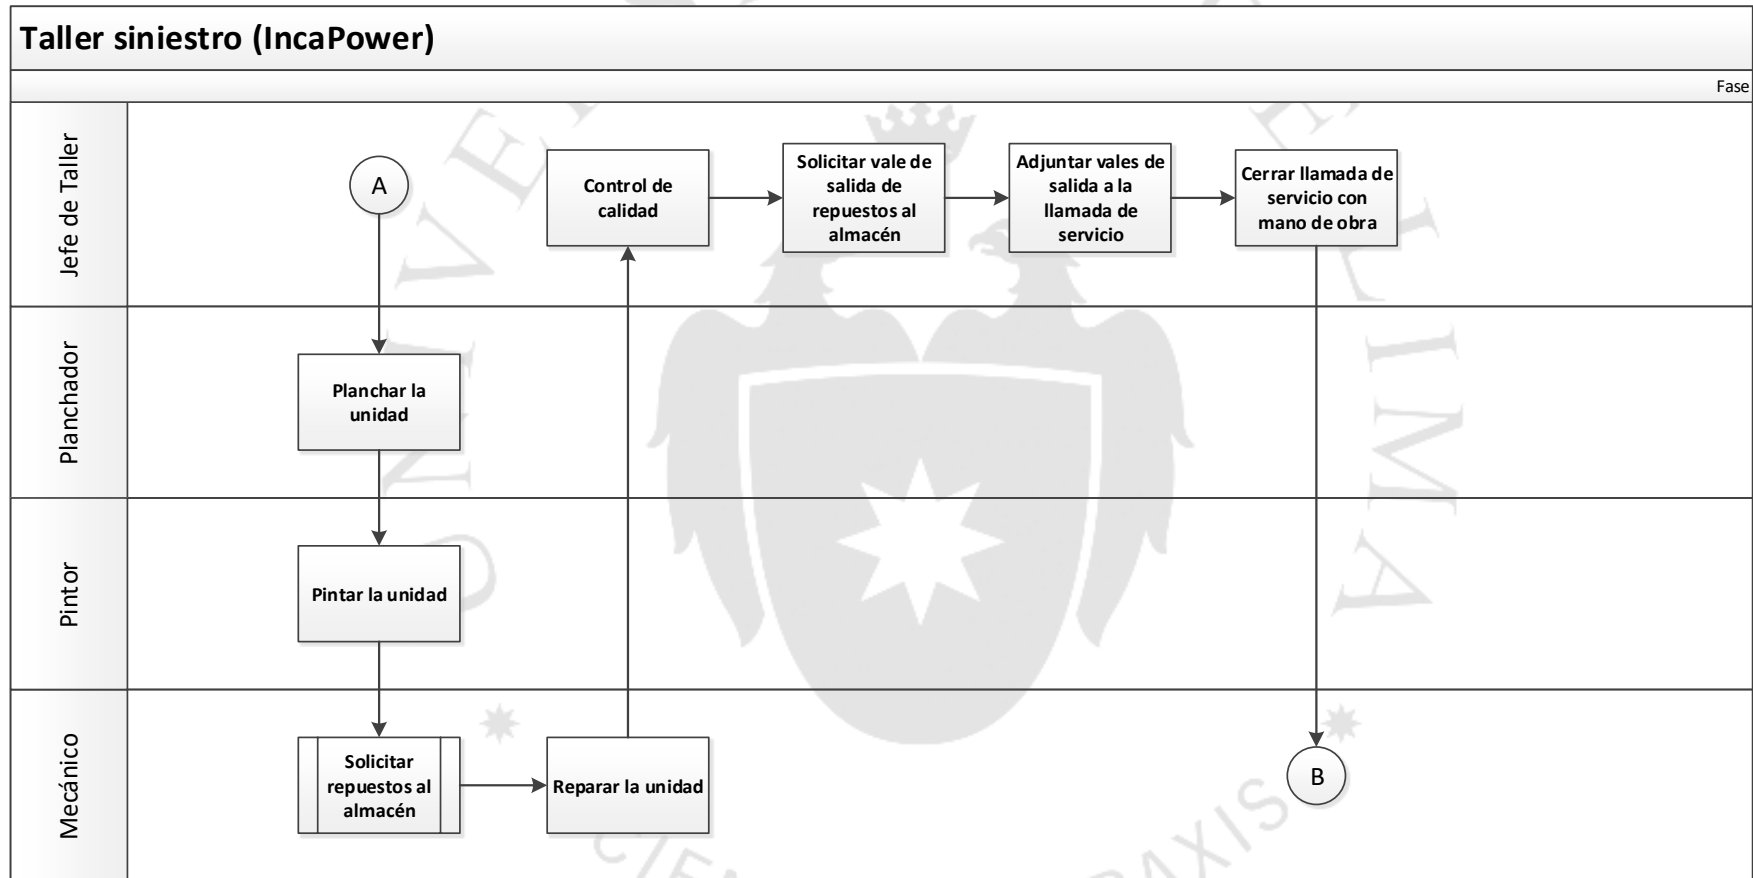 Taller siniestro (IncaPower)
Fase
Jefe de Taller
A
Control de
calidad
Solicitar vale de
salida de
repuestos al
almacén
Adjuntar vales de
salida a la
llamada de
servicio
Cerrar llamada de
servicio con
mano de obra
Planchador
Planchar la
unidad
Pintor
Pintar la unidad
Mecánico
Solicitar
repuestos al
almacén
Reparar la unidad
B